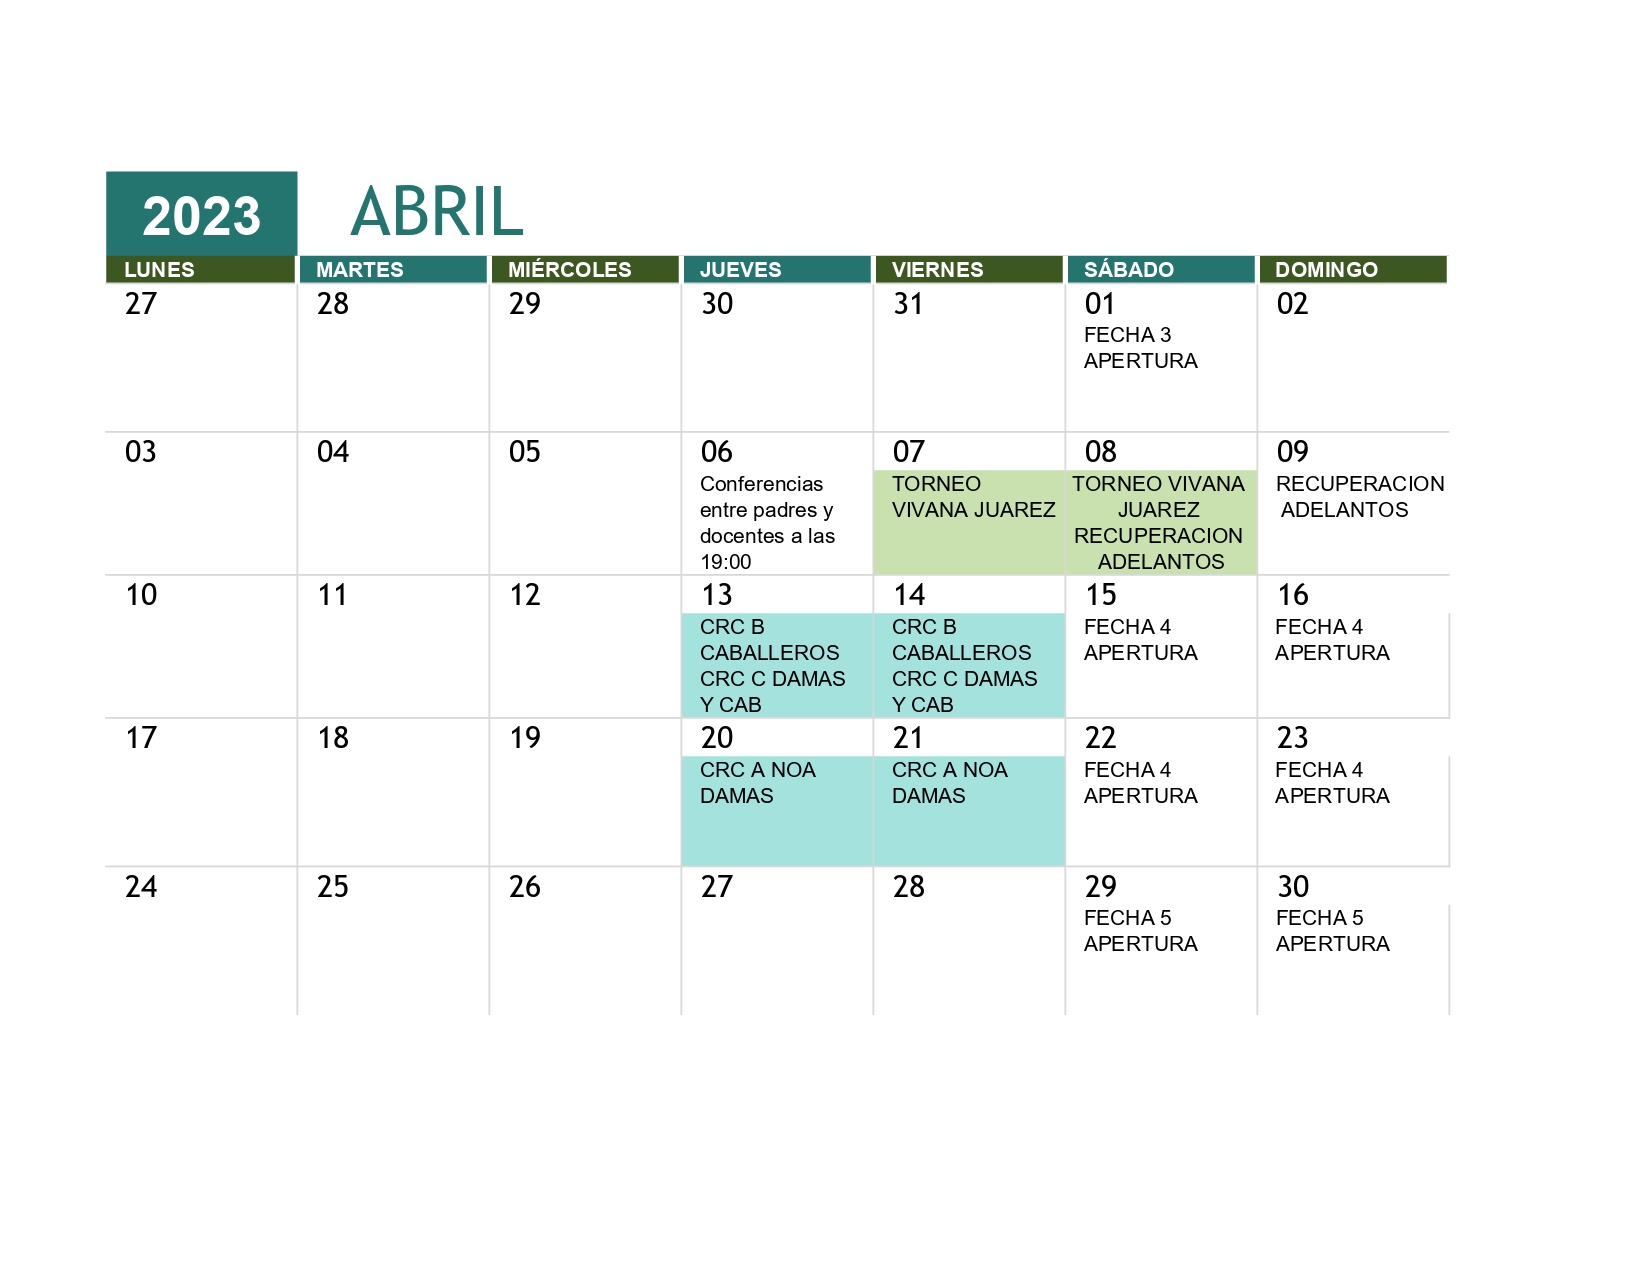 2023
ABRIL
LUNES MARTES MIÉRCOLES JUEVES VIERNES SÁBADO DOMINGO
27 28 29 30 31 01 02
FECHA 3
APERTURA
03 04 05 06 07 08 09
Conferencias
entre padres y
docentes a las
19:00
TORNEO
VIVANA JUAREZ
TORNEO VIVANA
JUAREZ
RECUPERACION
ADELANTOS
RECUPERACION
ADELANTOS
10 11 12 13 14 15 16
CRC B
CABALLEROS
CRC C DAMAS
Y CAB
CRC B
CABALLEROS
CRC C DAMAS
Y CAB
FECHA 4
APERTURA
FECHA 4
APERTURA
17 18 19 20 21 22 23
CRC A NOA
DAMAS
CRC A NOA
DAMAS
FECHA 4
APERTURA
FECHA 4
APERTURA
24 25 26 27 28 29 30
FECHA 5
APERTURA
FECHA 5
APERTURA